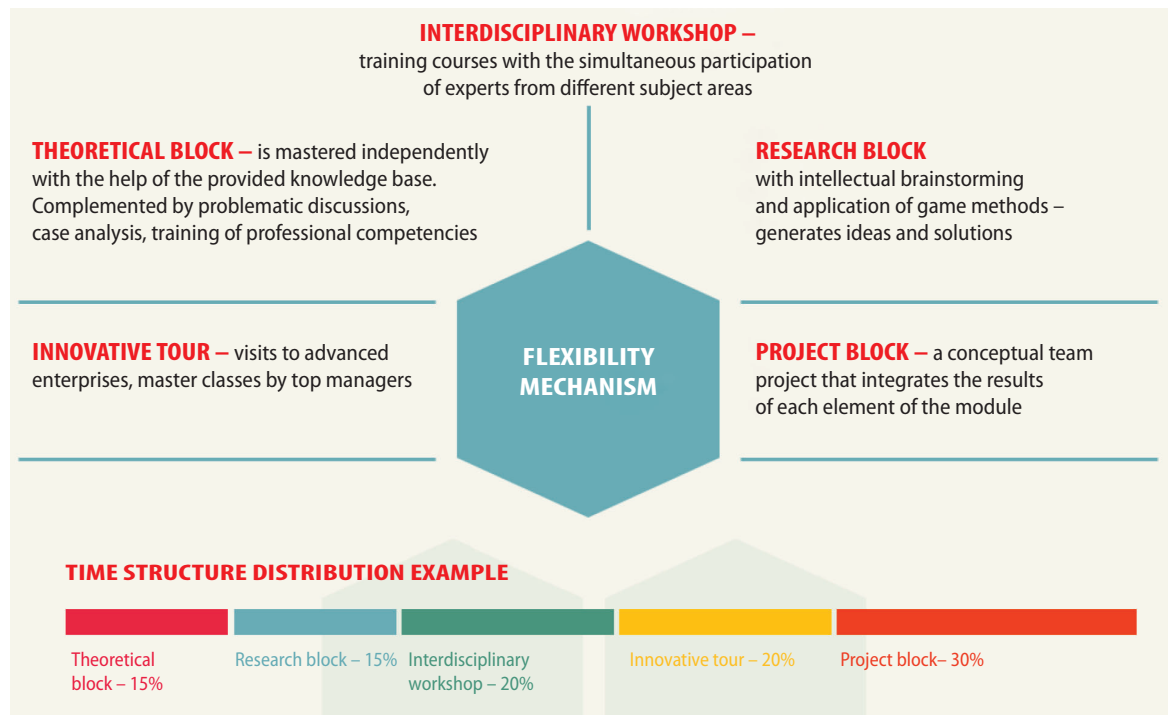 INTERDISCIPLINARY WORKSHOP –
training courses with the simultaneous participation
of experts from different subject areas
THEORETICAL BLOCK – is mastered independently
with the help of the provided knowledge base.
Complemented by problematic discussions,
case analysis, training of professional competencies
RESEARCH BLOCK
with intellectual brainstorming
and application of game methods –
generates ideas and solutions
INNOVATIVE TOUR – visits to advanced
enterprises, master classes by top managers
FLEXIBILITY
MECHANISM
PROJECT BLOCK – a conceptual team
project that integrates the results
of each element of the module
TIME STRUCTURE DISTRIBUTION EXAMPLE
Theoretical
block – 15%
Research block – 15%
Interdisciplinary
workshop – 20%
Innovative tour – 20%
Project block– 30%